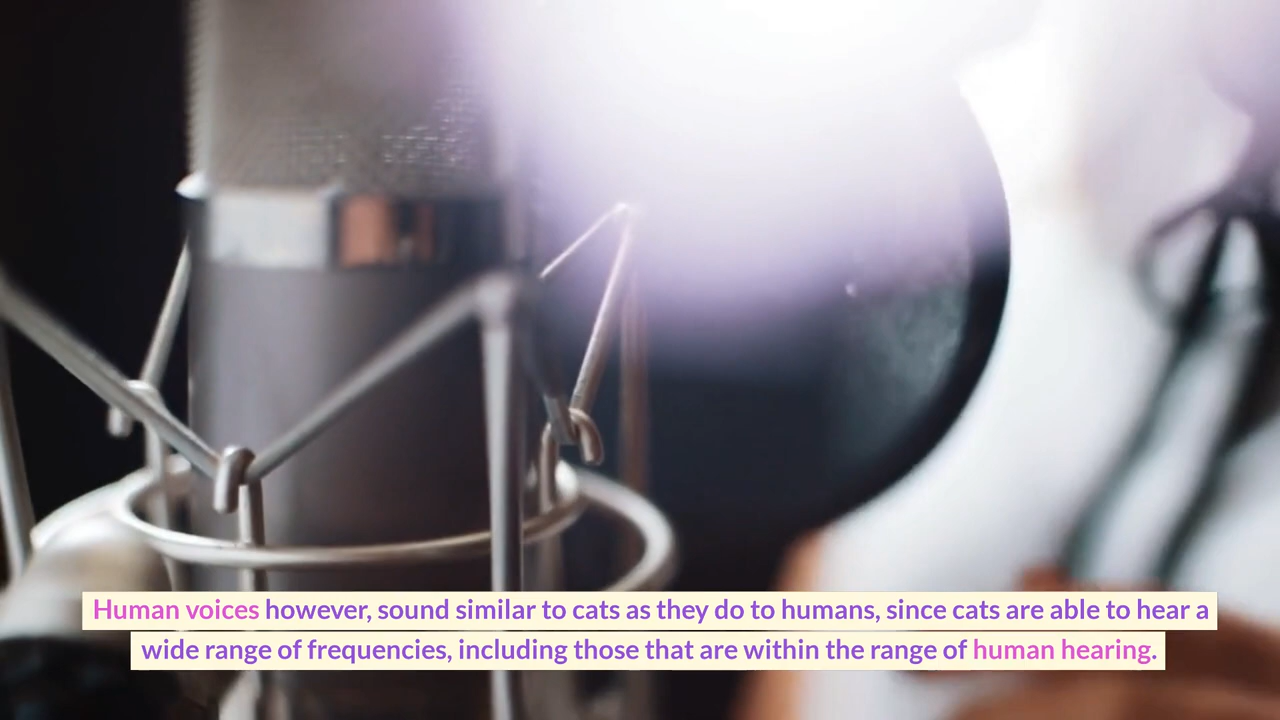 Human voices however, sound similar to cats as they do to humans, since cats are able to hear a
wide range of frequencies, including those that are within the range of human hearing.